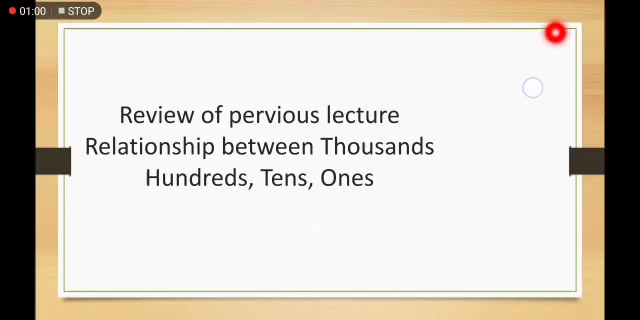 01:00 STOP
Review of pervious lecture
Relationship between Thousands
Hundreds, Tens, Ones